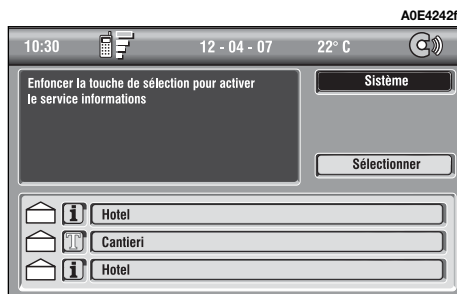 A0E4242f
10:30 12 - 04 - 07 22° C
Enfoncer la touche de sélection pour activer
le service informations
Sistème
Sélectionner
i Hotel
T Cantieri
i Hotel